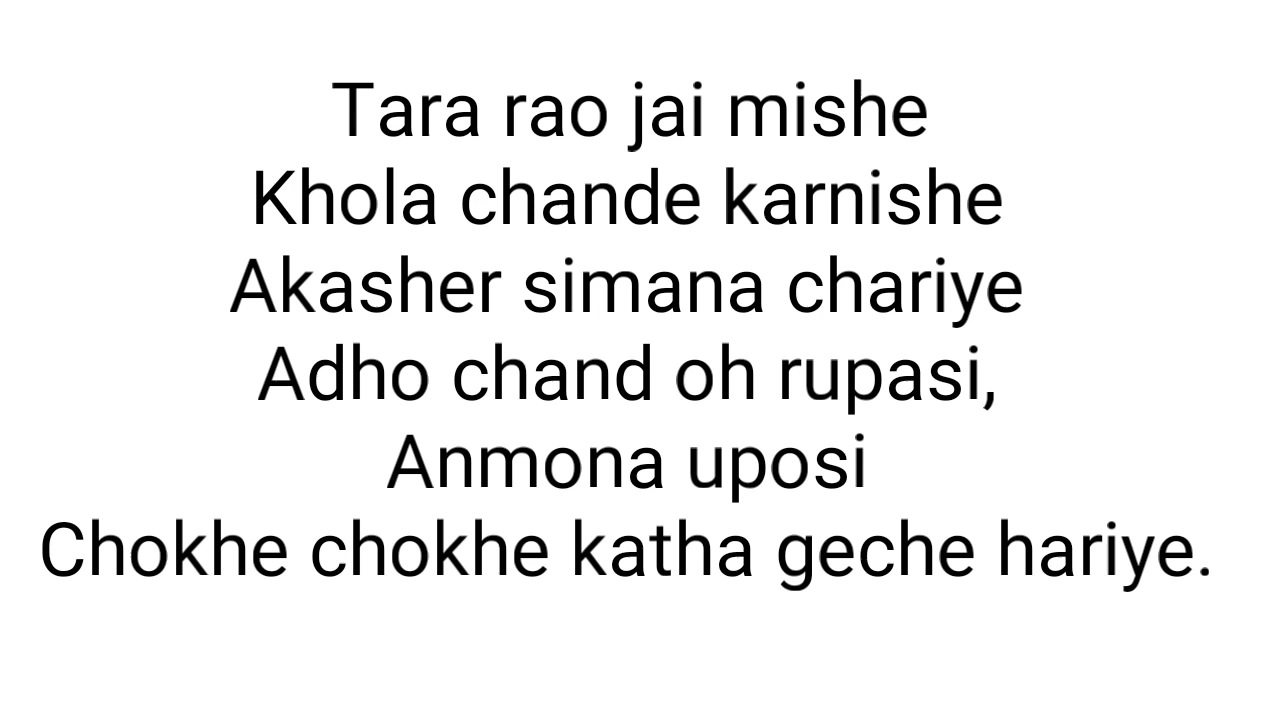 Tara rao jai mishe
Khola chande karnishe
Akasher simana chariye
Adho chand oh rupasi,
Anmona uposi
Chokhe chokhe katha geche hariye.